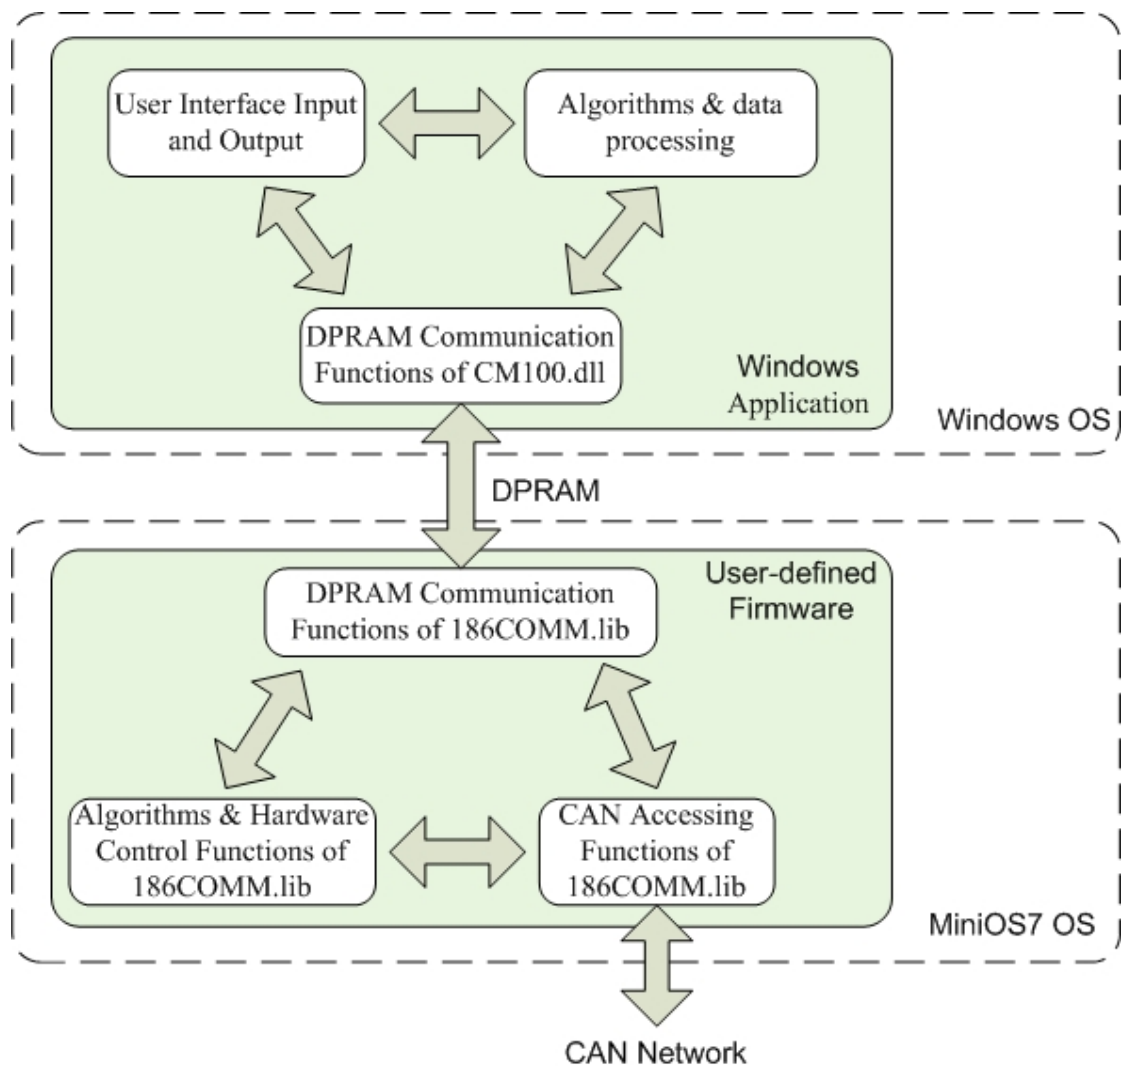 User Interface Input
and Output
Algorithms & data
processing
DPRAM Communication
Functions of CM100.dll
Windows
Application
Windows OS
DPRAM
User-defined
Firmware
DPRAM Communication
Functions of 186COMM.lib
Algorithms & Hardware
Control Functions of
186COMM.lib
CAN Accessing
Functions of
186COMM.lib
MiniOS7 OS
CAN Network